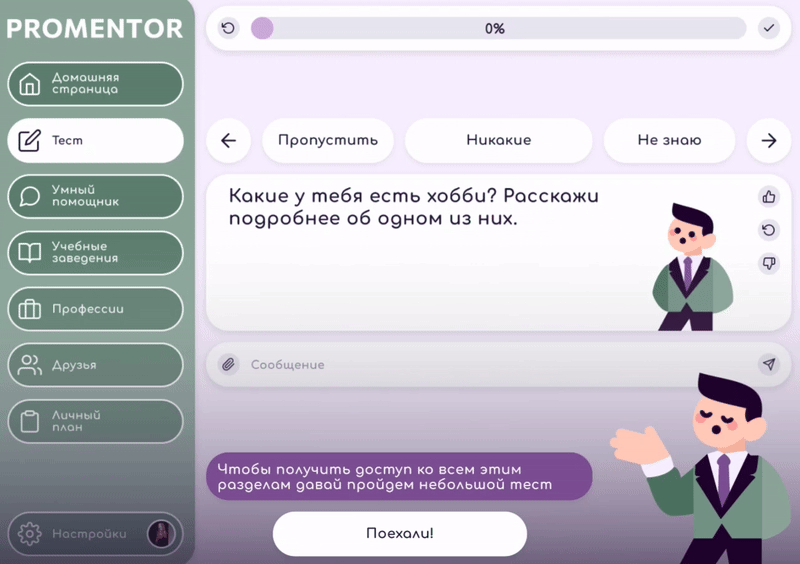 PROMENTOR
Домашняя
страница
Тест
Умный
помощник
Учебные
заведения
Профессии
Друзья
Личный
план
Настройки
0%
Пропустить
Никакие
Не знаю
Какие у тебя есть хобби? Расскажи
подробнее об одном из них.
Сообщение
Чтобы получить доступ ко всем этим
разделам давай пройдем небольшой тест
Поехали!